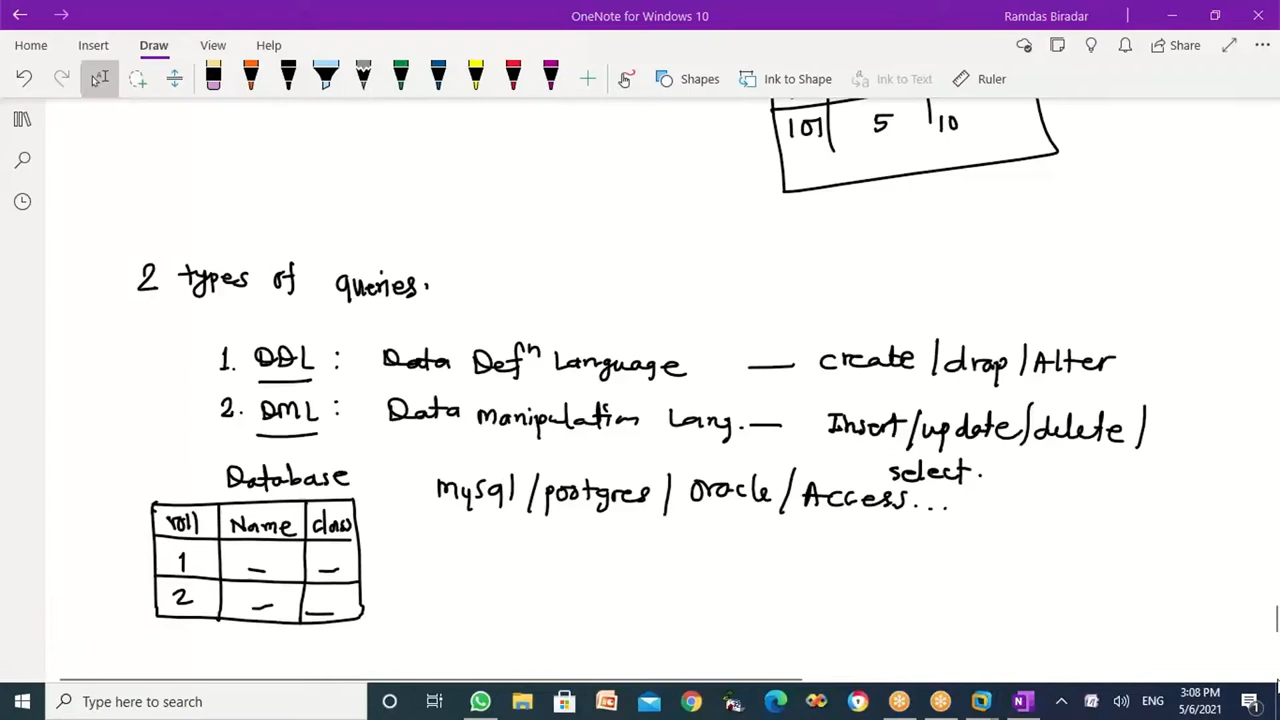 OneNote for Windows 10
Ramdas Biradar
Home Insert Draw View Help
Share
Shapes Ink to Shape Ink to Text Ruler
101 5 10
2 types of queries.
1. DDL : Data Defⁿ Language — create /drop /Alter
2. DML : Data Manipulation Lang. — Insert/update/delete/
select.
Database
Mysql /postgres / Oracle / Access...
roll Name class
1 – –
2 – –
Type here to search
ENG
3:08 PM
5/6/2021